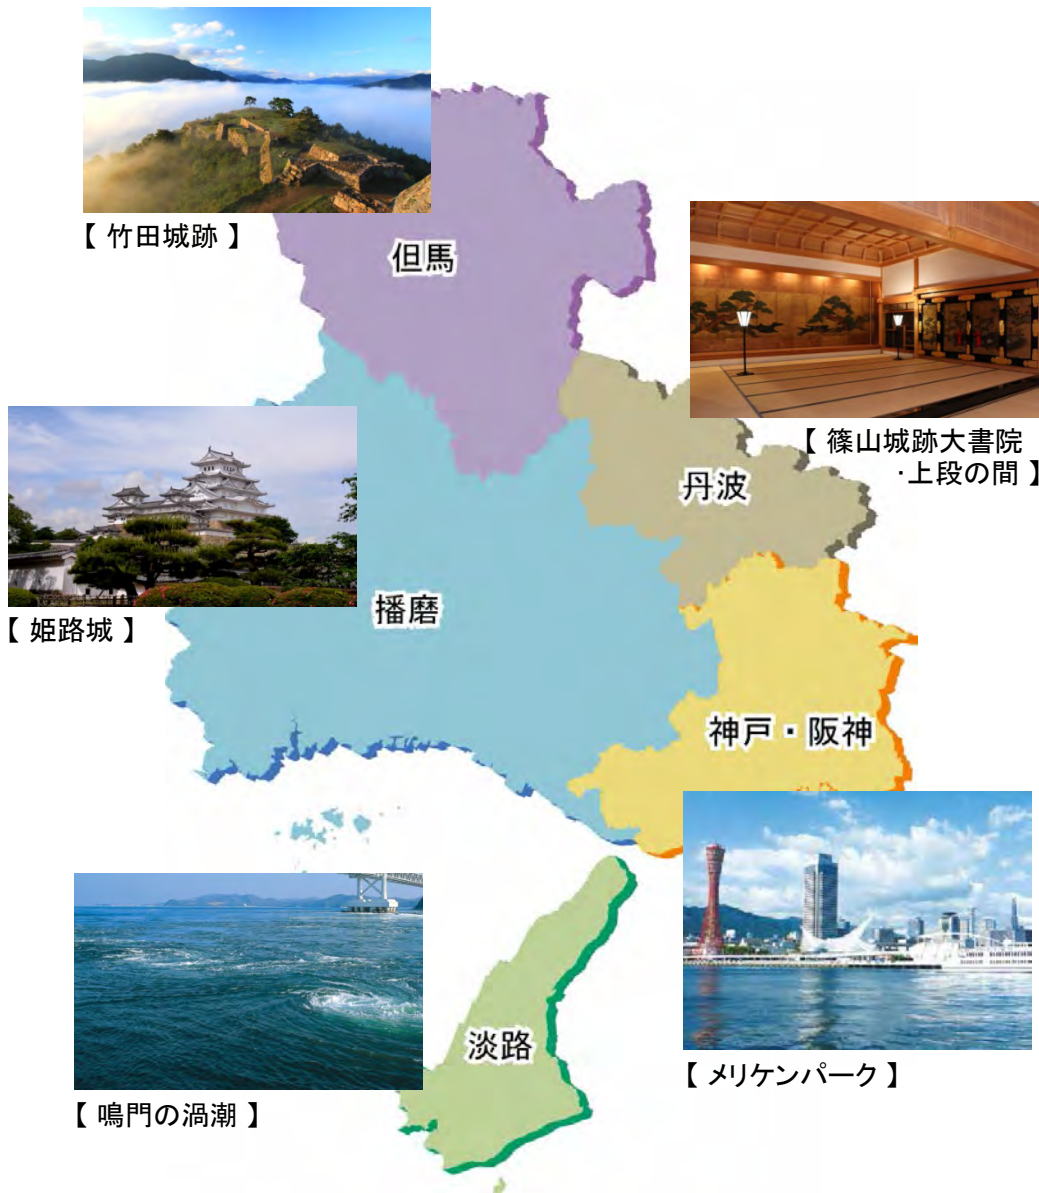 【 竹田城跡 】
但馬
【 篠山城跡大書院
・上段の間 】
丹波
【 姫路城 】
播磨
神戸・阪神
淡路
【 メリケンパーク 】
【 鳴門の渦潮 】